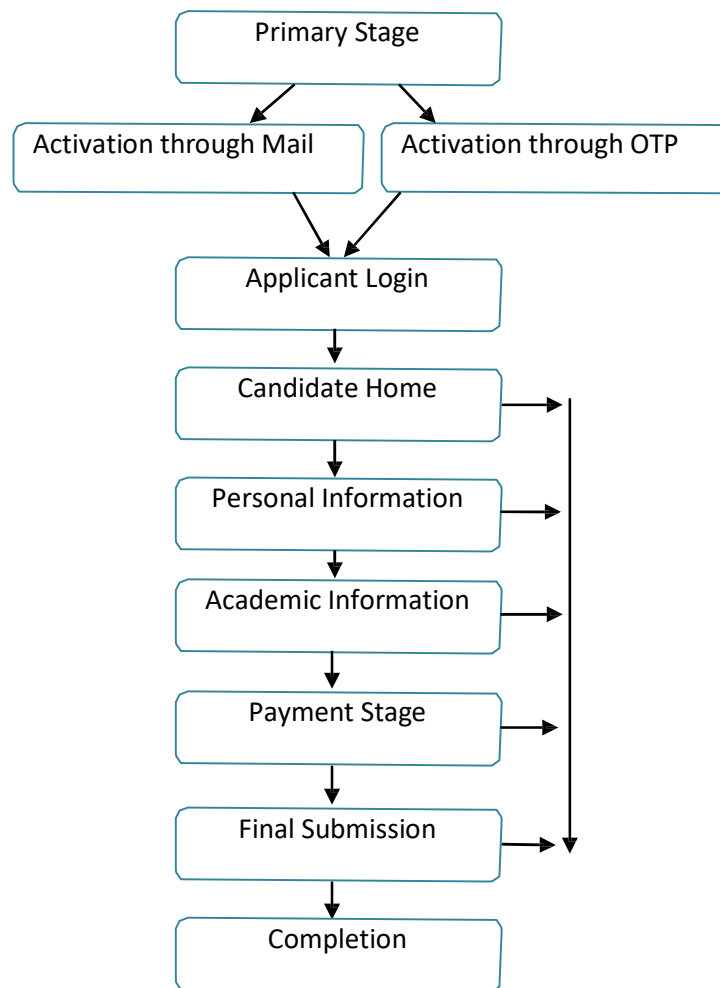 Primary Stage
Activation through Mail
Activation through OTP
Applicant Login
Candidate Home
Personal Information
Academic Information
Payment Stage
Final Submission
Completion